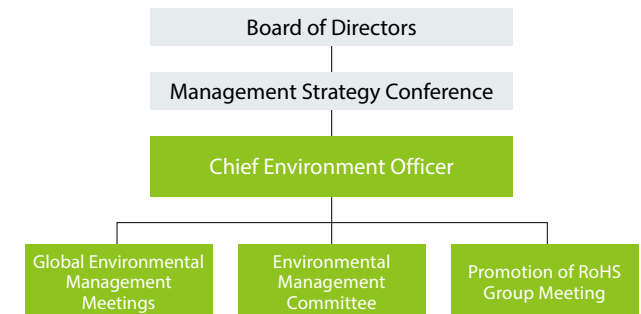 Board of Directors
Management Strategy Conference
Chief Environment Officer
Global Environmental
Management
Meetings
Environmental
Management
Committee
Promotion of RoHS
Group Meeting